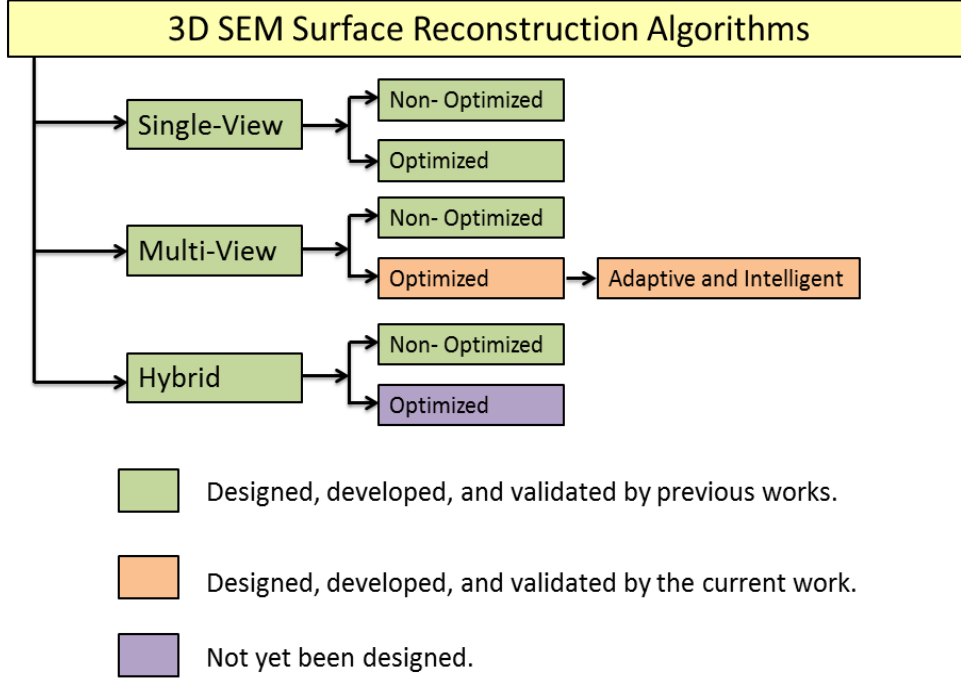 3D SEM Surface Reconstruction Algorithms
Single-View
Non- Optimized
Optimized
Multi-View
Non- Optimized
Optimized
Adaptive and Intelligent
Hybrid
Non- Optimized
Optimized
Designed, developed, and validated by previous works.
Designed, developed, and validated by the current work.
Not yet been designed.